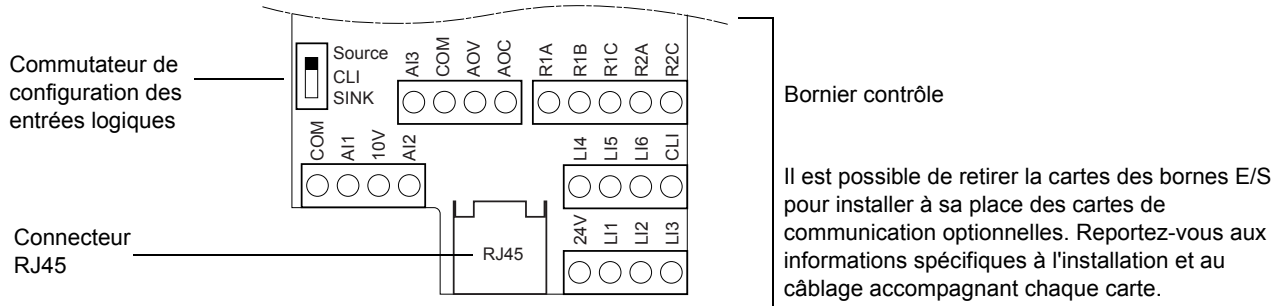 Commutateur de
configuration des
entrées logiques
Source
CLI
SINK
AI3
COM
AOV
AOC
R1A
R1B
R1C
R2A
R2C
COM
AI1
10V
AI2
LI4
LI5
LI6
CLI
24V
LI1
LI2
LI3
Connecteur
RJ45
RJ45
Bornier contrôle
Il est possible de retirer la cartes des bornes E/S
pour installer à sa place des cartes de
communication optionnelles. Reportez-vous aux
informations spécifiques à l'installation et au
câblage accompagnant chaque carte.